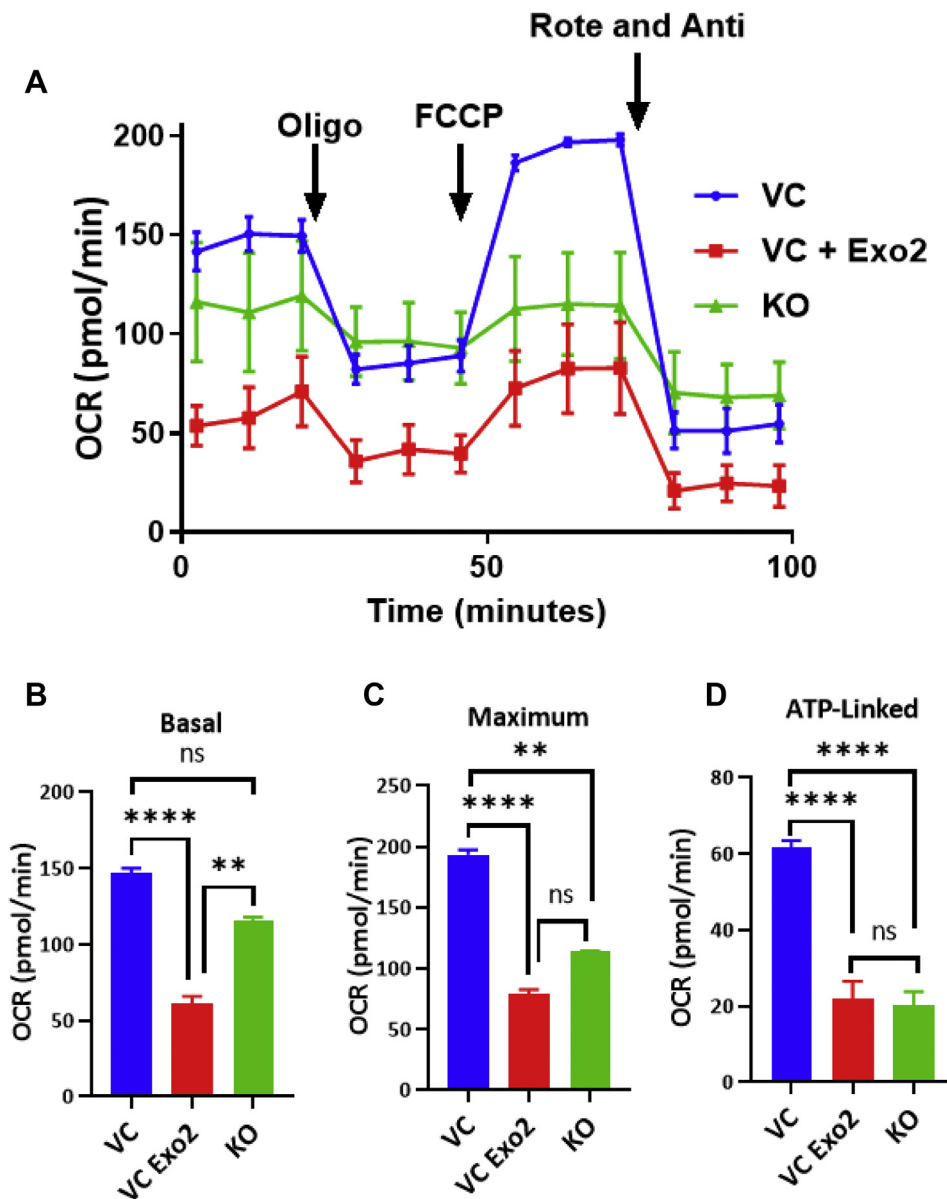 A
Rote and Anti
Oligo
FCCP
200
150
100
50
0
OCR (pmol/min)
VC
VC + Exo2
KO
0
50
100
Time (minutes)
B
Basal
ns
****
**
200
150
100
50
0
OCR (pmol/min)
VC
VC Exo2
KO
C
Maximum
**
****
ns
250
200
150
100
50
0
OCR (pmol/min)
VC
VC Exo2
KO
D
ATP-Linked
****
****
ns
80
60
40
20
0
OCR (pmol/min)
VC
VC Exo2
KO